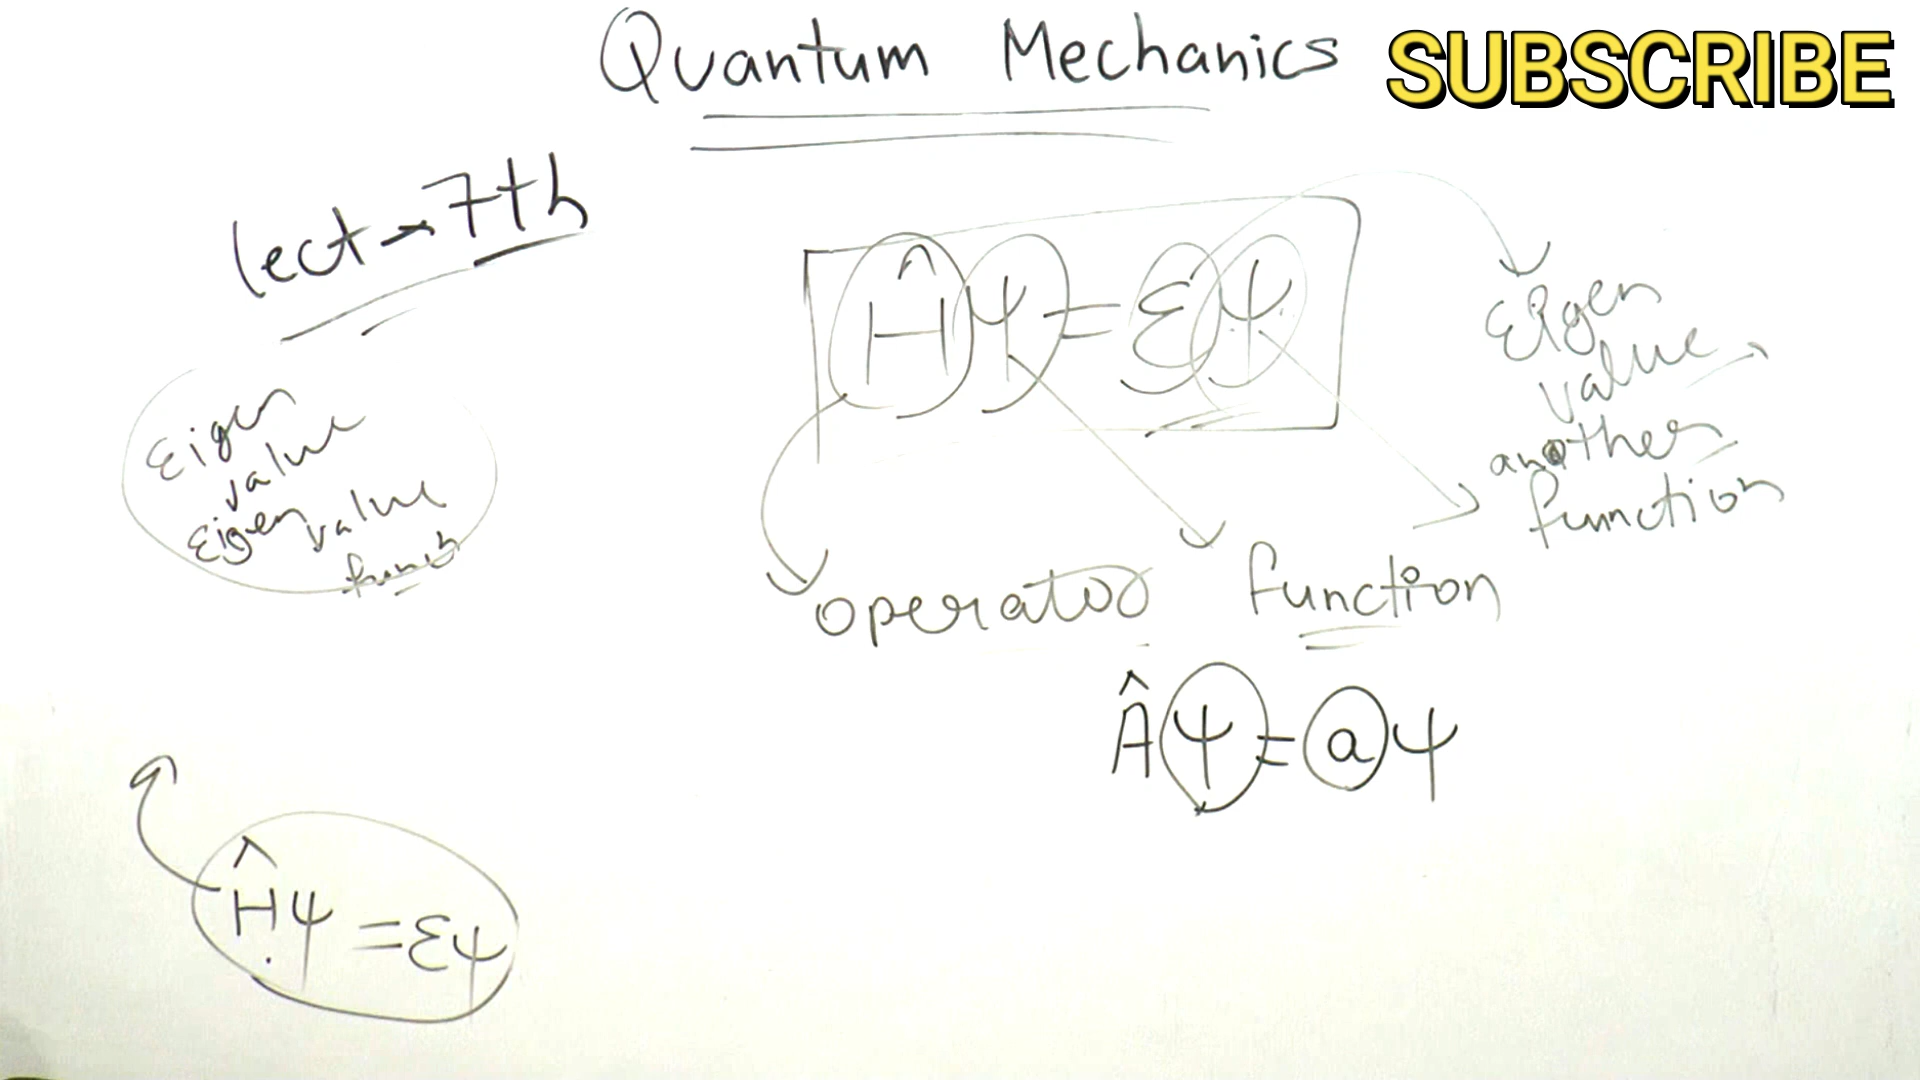 Quantum Mechanics
SUBSCRIBE
lect → 7th
Ĥψ = Eψ
Eigen
value
another
function
Eigen
value
Eigen value
operator
function
Âψ = aψ
Ĥψ = Eψ